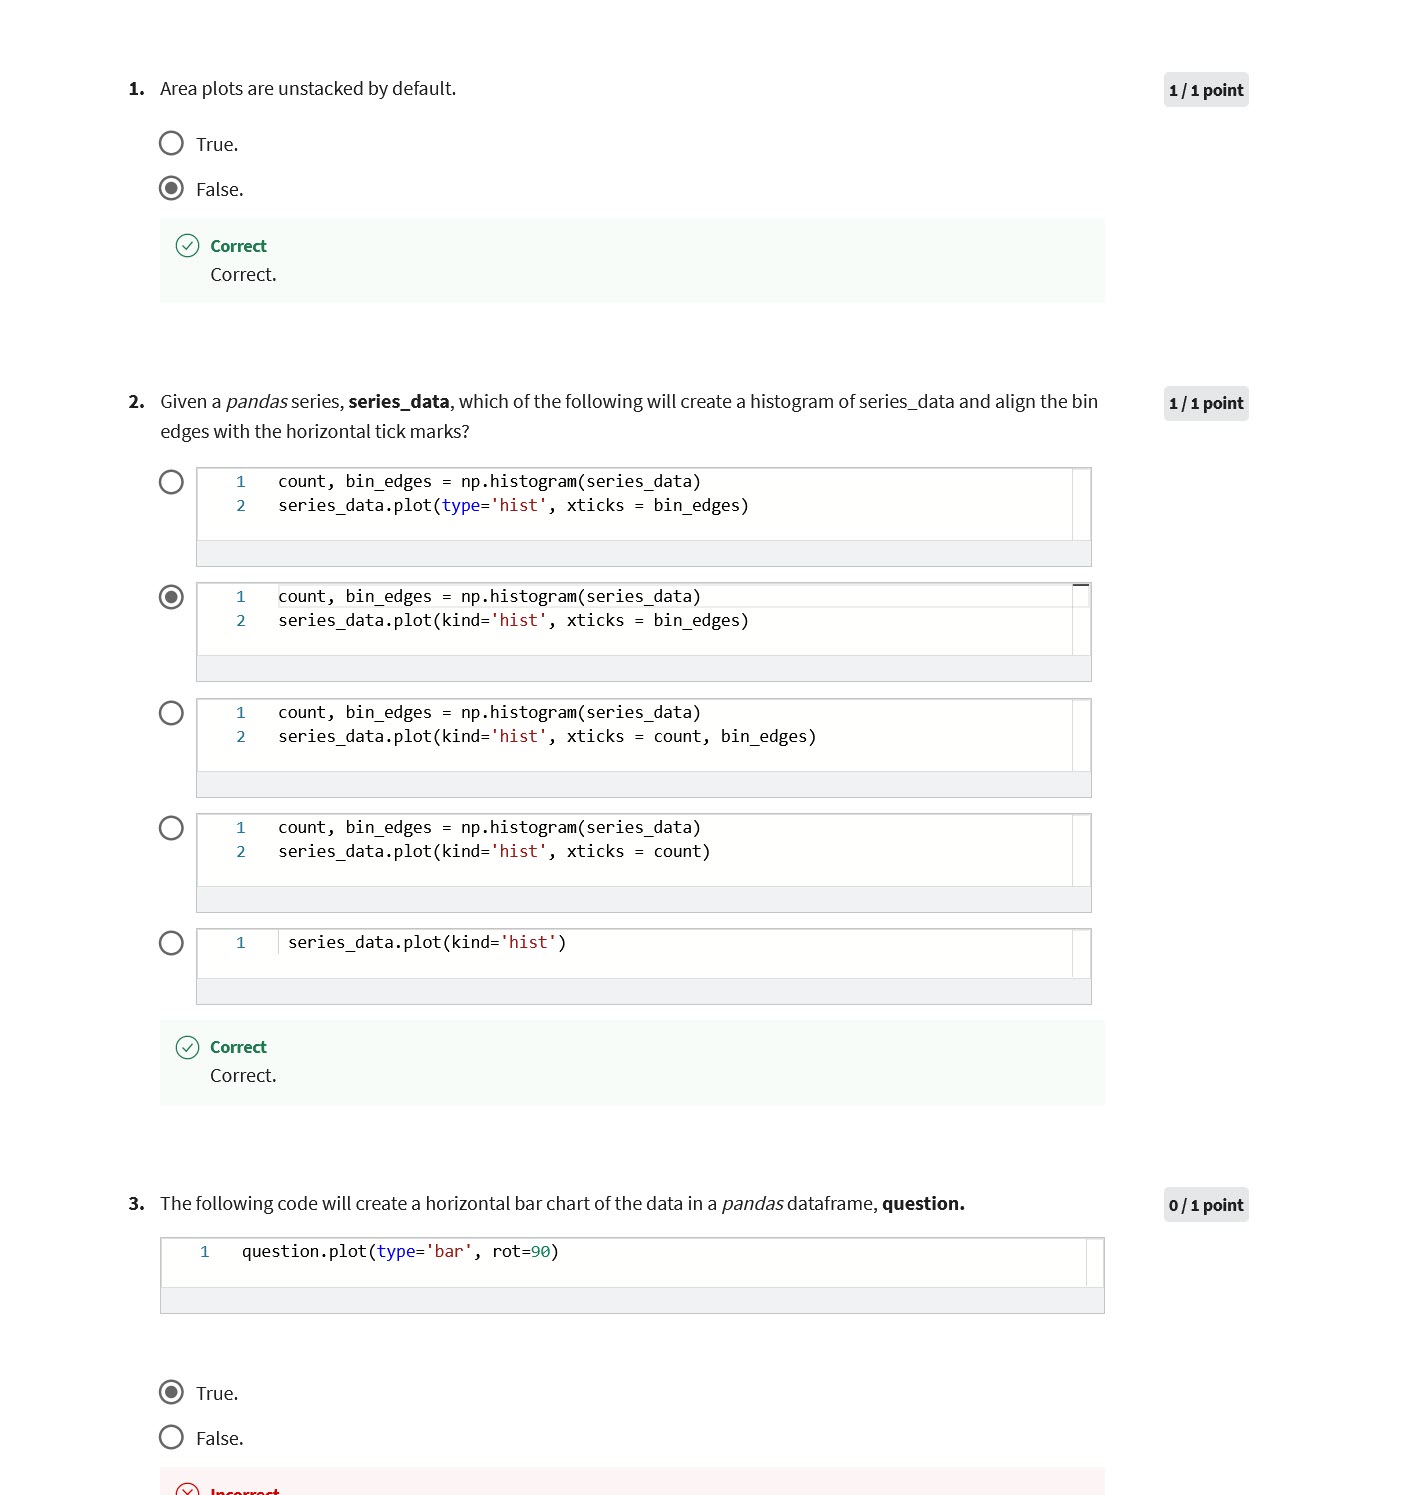 1. Area plots are unstacked by default.
1 / 1 point
True.
False.
Correct
Correct.
2. Given a pandas series, series_data, which of the following will create a histogram of series_data and align the bin
edges with the horizontal tick marks?
1 / 1 point
1 count, bin_edges = np.histogram(series_data)
2 series_data.plot(type='hist', xticks = bin_edges)
1 count, bin_edges = np.histogram(series_data)
2 series_data.plot(kind='hist', xticks = bin_edges)
1 count, bin_edges = np.histogram(series_data)
2 series_data.plot(kind='hist', xticks = count, bin_edges)
1 count, bin_edges = np.histogram(series_data)
2 series_data.plot(kind='hist', xticks = count)
1 series_data.plot(kind='hist')
Correct
Correct.
3. The following code will create a horizontal bar chart of the data in a pandas dataframe, question.
0 / 1 point
1 question.plot(type='bar', rot=90)
True.
False.
Incorrect